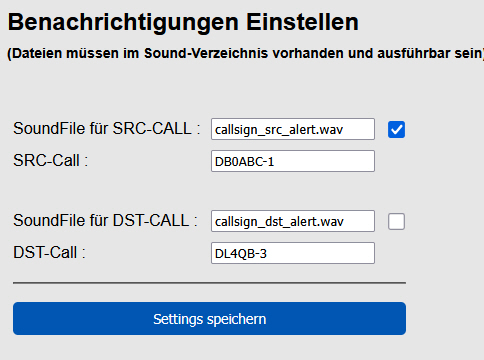 Benachrichtigungen Einstellen
(Dateien müssen im Sound-Verzeichnis vorhanden und ausführbar sein)
SoundFile für SRC-CALL : callsign_src_alert.wav
SRC-Call : DB0ABC-1
SoundFile für DST-CALL : callsign_dst_alert.wav
DST-Call : DL4QB-3
Settings speichern